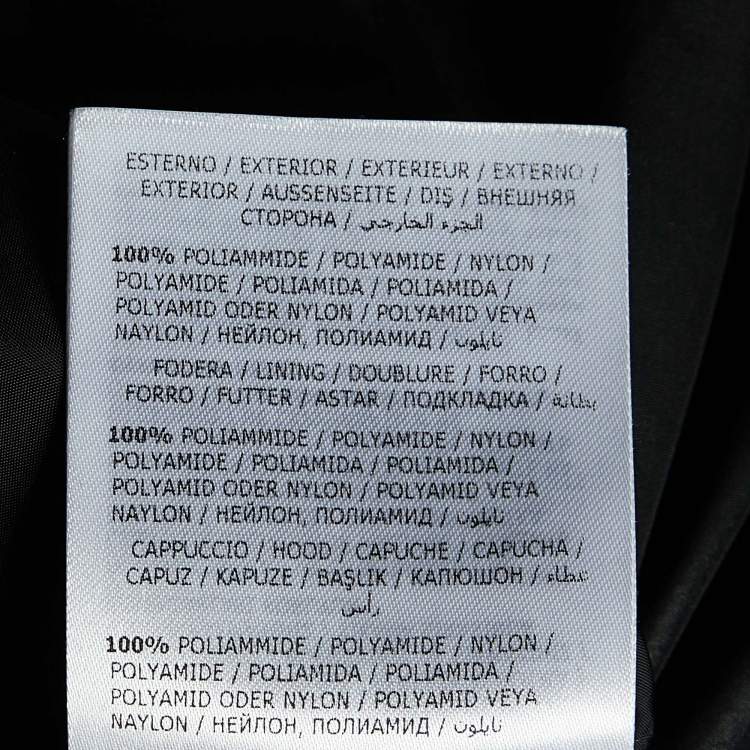 ESTERNO / EXTERIOR / EXTERIEUR / EXTERNO /
EXTERIOR / AUSSENSEITE / DIŞ / ВНЕШНЯЯ
СТОРОНА / الجزء الخارجي
100% POLIAMMIDE / POLYAMIDE / NYLON /
POLYAMIDE / POLIAMIDA / POLIAMIDA /
POLYAMID ODER NYLON / POLYAMID VEYA
NAYLON / НЕЙЛОН, ПОЛИАМИД / نايلون
FODERA / LINING / DOUBLURE / FORRO /
FORRO / FUTTER / ASTAR / ПОДКЛАДКА / بطانة
100% POLIAMMIDE / POLYAMIDE / NYLON /
POLYAMIDE / POLIAMIDA / POLIAMIDA /
POLYAMID ODER NYLON / POLYAMID VEYA
NAYLON / НЕЙЛОН, ПОЛИАМИД / نايلون
CAPPUCCIO / HOOD / CAPUCHE / CAPUCHA /
CAPUZ / KAPUZE / BAŞLIK / КАПЮШОН / غطاء
رأس
100% POLIAMMIDE / POLYAMIDE / NYLON /
POLYAMIDE / POLIAMIDA / POLIAMIDA /
POLYAMID ODER NYLON / POLYAMID VEYA
NAYLON / НЕЙЛОН, ПОЛИАМИД / نايلون